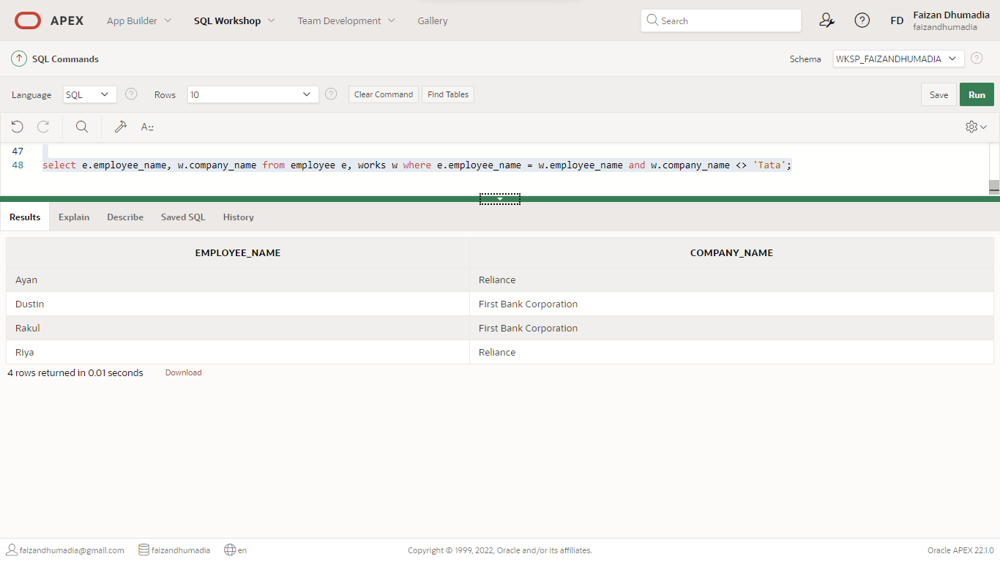 APEX App Builder SQL Workshop Team Development Gallery Search FD Faizan Dhumadia
faizandhumadia
SQL Commands Schema WKSP_FAIZANDHUMADIA
Language SQL Rows 10 Clear Command Find Tables Save Run
47
48 select e.employee_name, w.company_name from employee e, works w where e.employee_name = w.employee_name and w.company_name <> 'Tata';
Results Explain Describe Saved SQL History
EMPLOYEE_NAME COMPANY_NAME
Ayan Reliance
Dustin First Bank Corporation
Rakul First Bank Corporation
Riya Reliance
4 rows returned in 0.01 seconds Download
faizandhumadia@gmail.com faizandhumadia en Copyright © 1999, 2022, Oracle and/or its affiliates. Oracle APEX 22.1.0